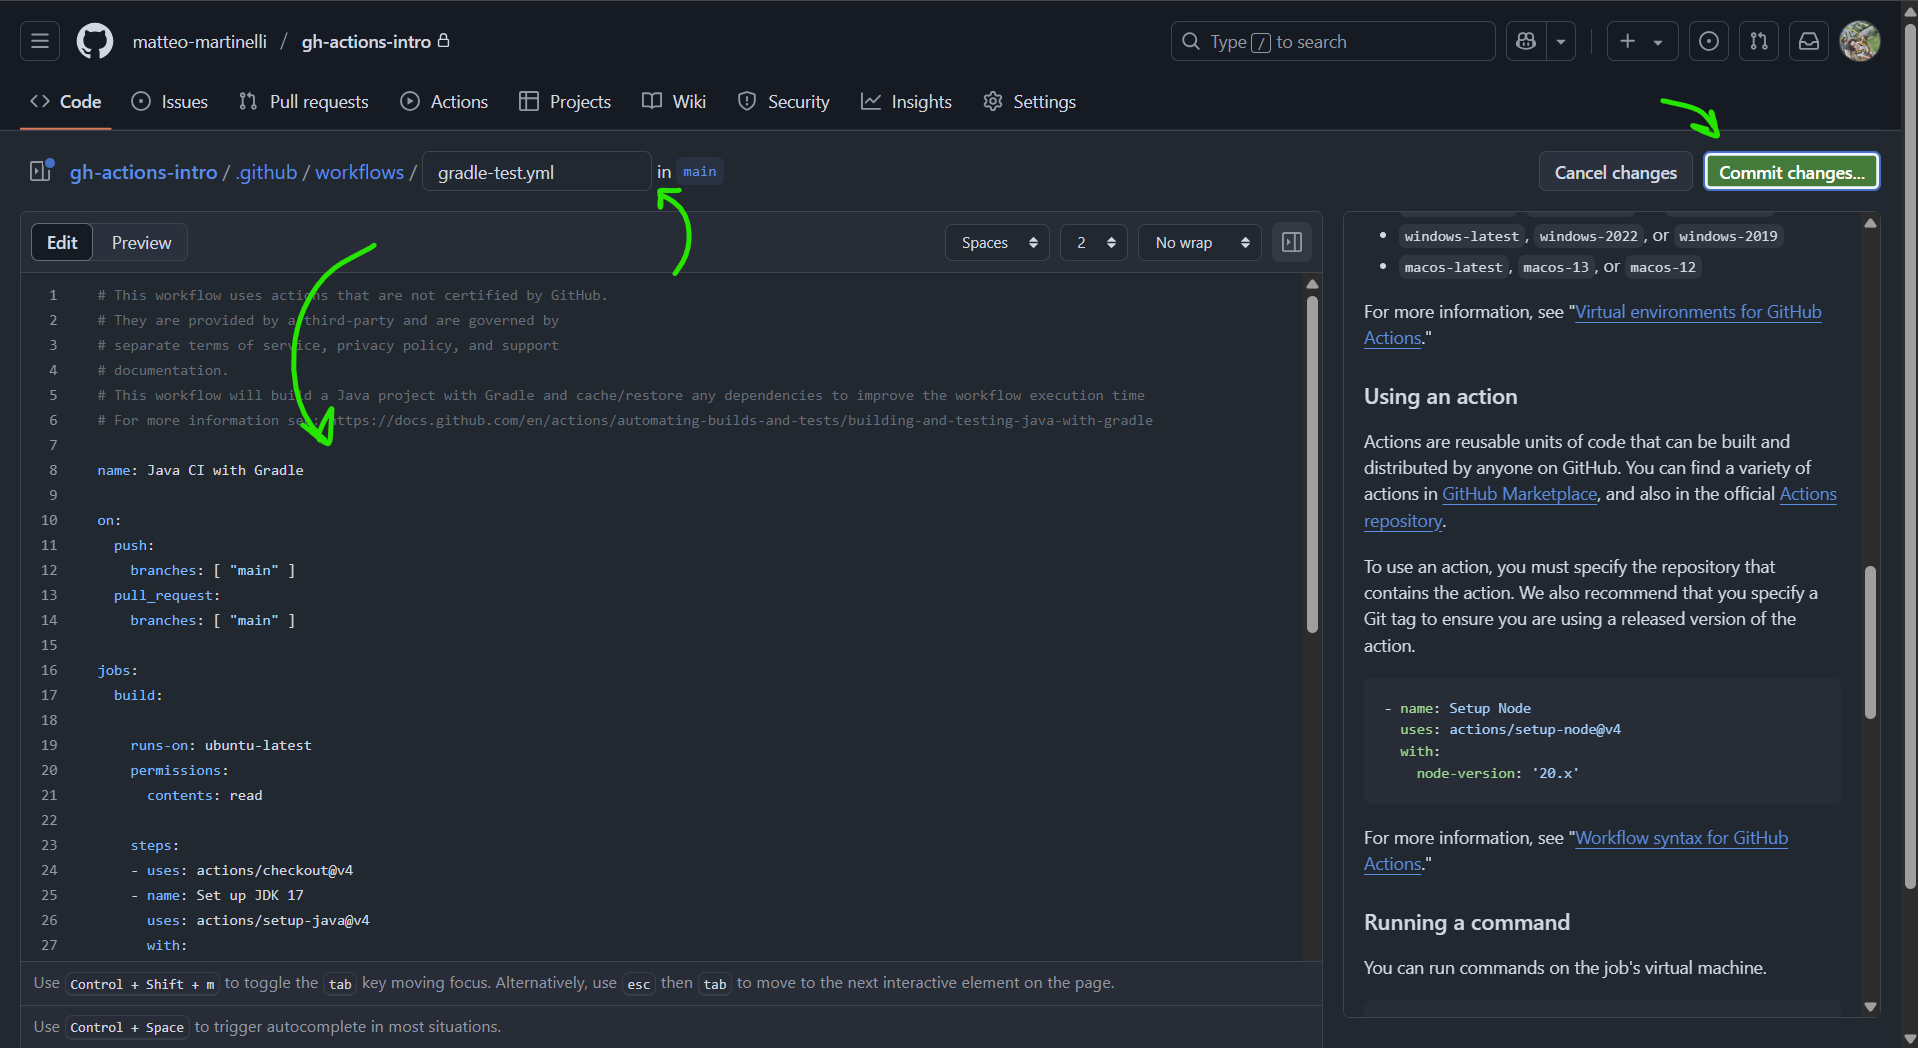 matteo-martinelli / gh-actions-intro
Type / to search
Code
Issues
Pull requests
Actions
Projects
Wiki
Security
Insights
Settings
gh-actions-intro / .github / workflows / gradle-test.yml in main
Cancel changes
Commit changes...
Edit
Preview
Spaces
2
No wrap
1 # This workflow uses actions that are not certified by GitHub.
2 # They are provided by a third-party and are governed by
3 # separate terms of service, privacy policy, and support
4 # documentation.
5 # This workflow will build a Java project with Gradle and cache/restore any dependencies to improve the workflow execution time
6 # For more information see: https://docs.github.com/en/actions/automating-builds-and-tests/building-and-testing-java-with-gradle
7
8 name: Java CI with Gradle
9
10 on:
11 push:
12 branches: [ "main" ]
13 pull_request:
14 branches: [ "main" ]
15
16 jobs:
17 build:
18
19 runs-on: ubuntu-latest
20 permissions:
21 contents: read
22
23 steps:
24 - uses: actions/checkout@v4
25 - name: Set up JDK 17
26 uses: actions/setup-java@v4
27 with:
Use Control + Shift + m to toggle the tab key moving focus. Alternatively, use esc then tab to move to the next interactive element on the page.
Use Control + Space to trigger autocomplete in most situations.
windows-latest, windows-2022, or windows-2019
macos-latest, macos-13, or macos-12
For more information, see "Virtual environments for GitHub
Actions."
Using an action
Actions are reusable units of code that can be built and
distributed by anyone on GitHub. You can find a variety of
actions in GitHub Marketplace, and also in the official Actions
repository.
To use an action, you must specify the repository that
contains the action. We also recommend that you specify a
Git tag to ensure you are using a released version of the
action.
- name: Setup Node
uses: actions/setup-node@v4
with:
node-version: '20.x'
For more information, see "Workflow syntax for GitHub
Actions."
Running a command
You can run commands on the job's virtual machine.